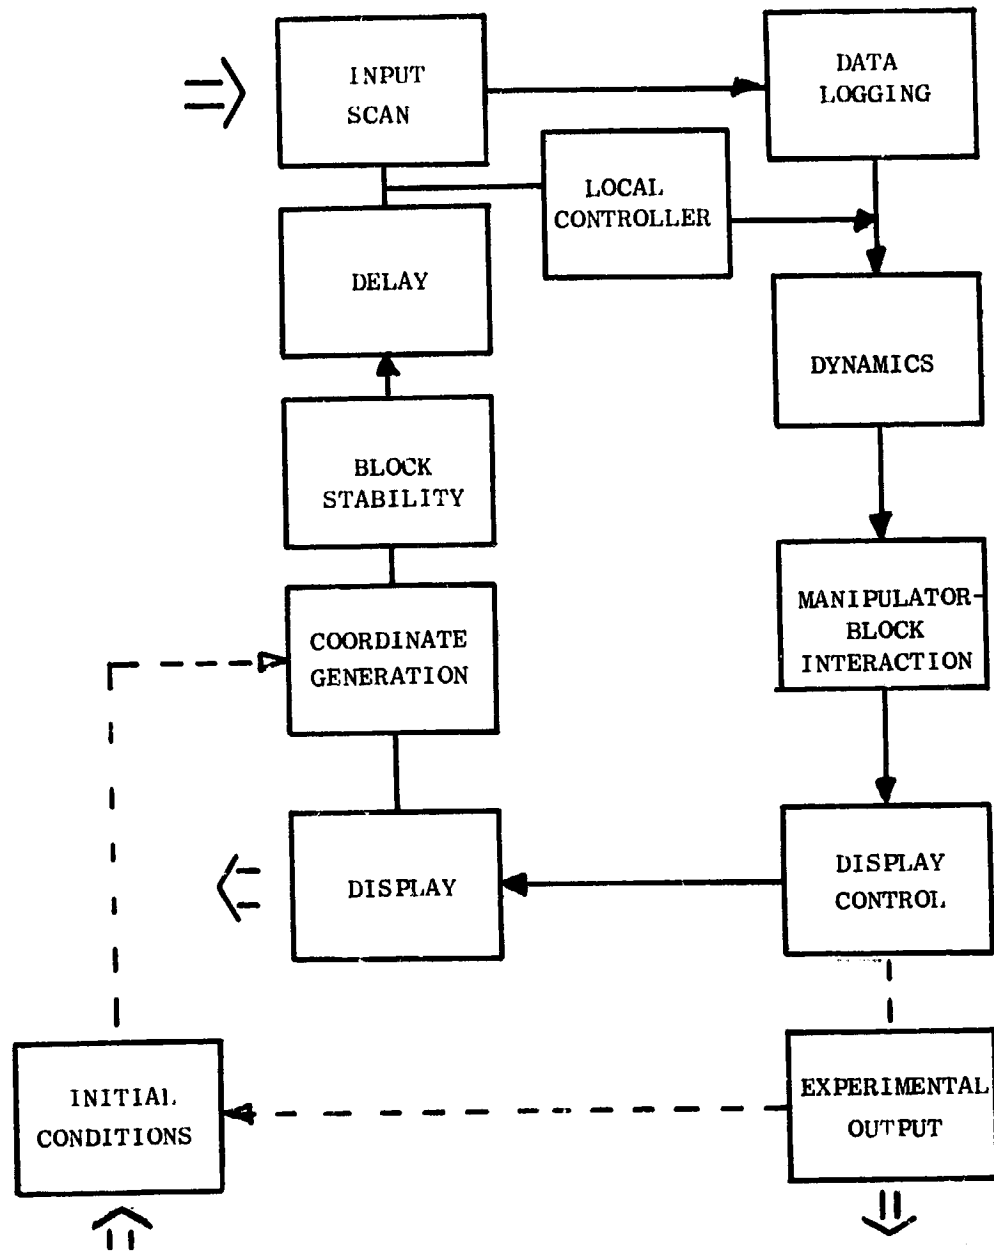 INPUT
SCAN
DATA
LOGGING
LOCAL
CONTROLLER
DELAY
DYNAMICS
BLOCK
STABILITY
MANIPULATOR-
BLOCK
INTERACTION
COORDINATE
GENERATION
DISPLAY
DISPLAY
CONTROL
INITIAL
CONDITIONS
EXPERIMENTAL
OUTPUT